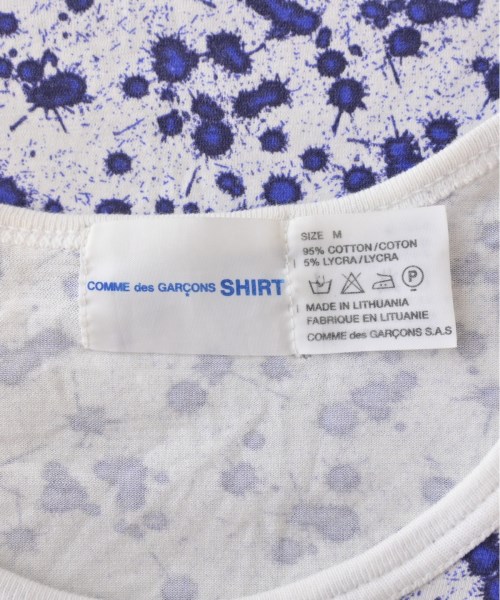 COMME des GARÇONS SHIRT
SIZE M
95% COTTON/COTON
5% LYCRA/LYCRA
P
MADE IN LITHUANIA
FABRIQUE EN LITUANIE
COMME des GARÇONS S.A.S